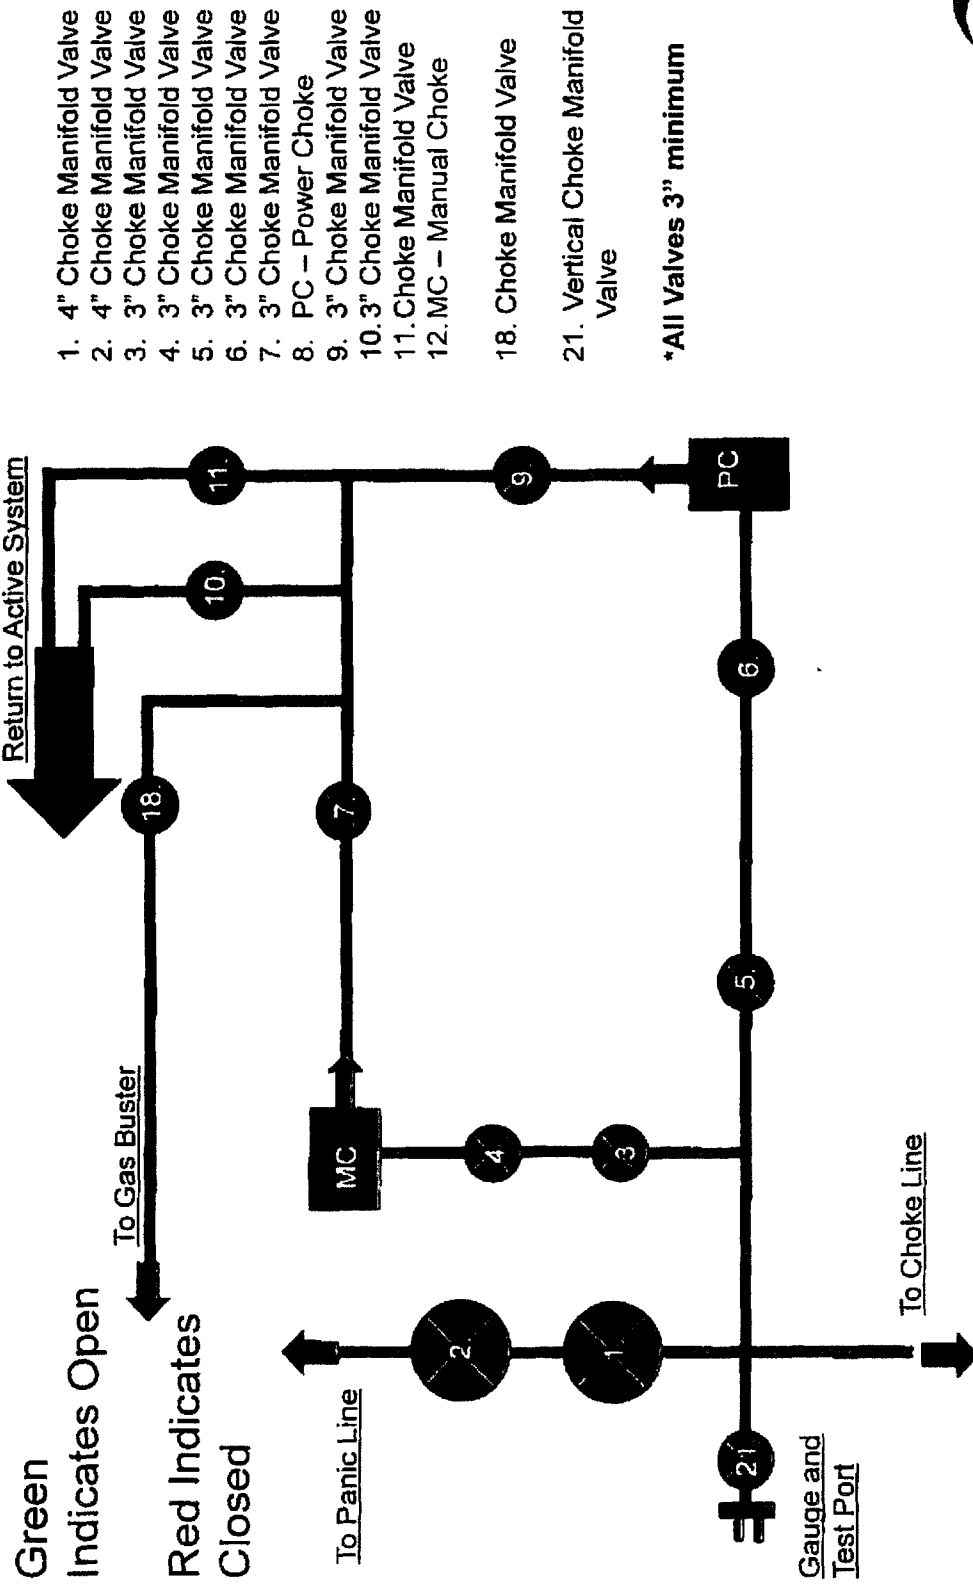 Green
Indicates Open
Red Indicates
Closed
To Gas Buster
Return to Active System
To Panic Line
Gauge and
Test Port
To Choke Line
MC
PC
18.
11.
10.
7.
9.
6.
5.
4.
3.
2.
1.
21
1. 4" Choke Manifold Valve
2. 4" Choke Manifold Valve
3. 3" Choke Manifold Valve
4. 3" Choke Manifold Valve
5. 3" Choke Manifold Valve
6. 3" Choke Manifold Valve
7. 3" Choke Manifold Valve
8. PC – Power Choke
9. 3" Choke Manifold Valve
10. 3" Choke Manifold Valve
11. Choke Manifold Valve
12. MC – Manual Choke
18. Choke Manifold Valve
21. Vertical Choke Manifold
Valve
*All Valves 3" minimum